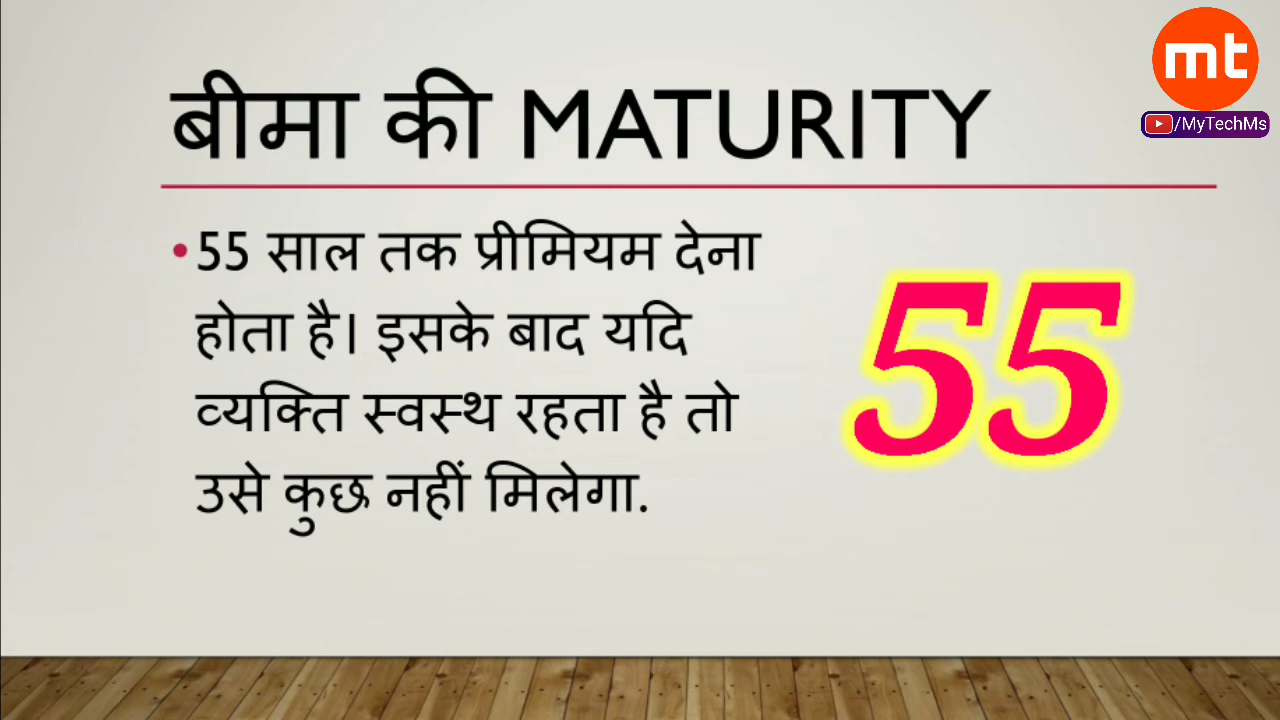 बीमा की MATURITY
mt
/MyTechMs
•55 साल तक प्रीमियम देना
होता है। इसके बाद यदि
व्यक्ति स्वस्थ रहता है तो
उसे कुछ नहीं मिलेगा.
55